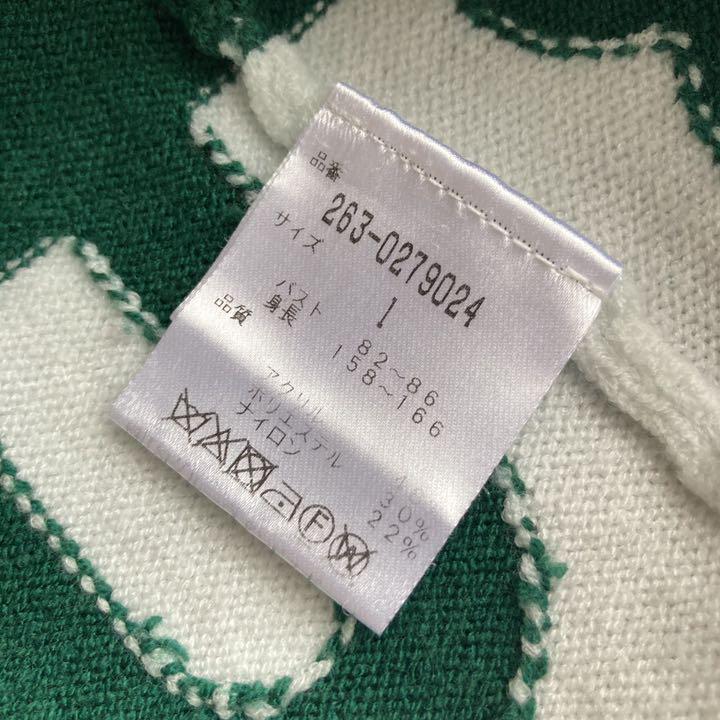 品番
263-0279024
サイズ 1
バスト 82~86
身長 158~166
品質
アクリル
ポリエステル 30%
ナイロン 22%
F W